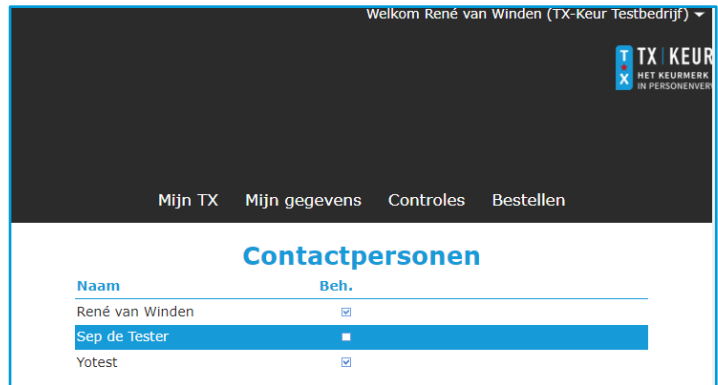 Welkom René van Winden (TX-Keur Testbedrijf)
T X
TX KEUR
HET KEURMERK
IN PERSONENVER
Mijn TX Mijn gegevens Controles Bestellen
Contactpersonen
Naam Beh.
René van Winden
Sep de Tester
Yotest